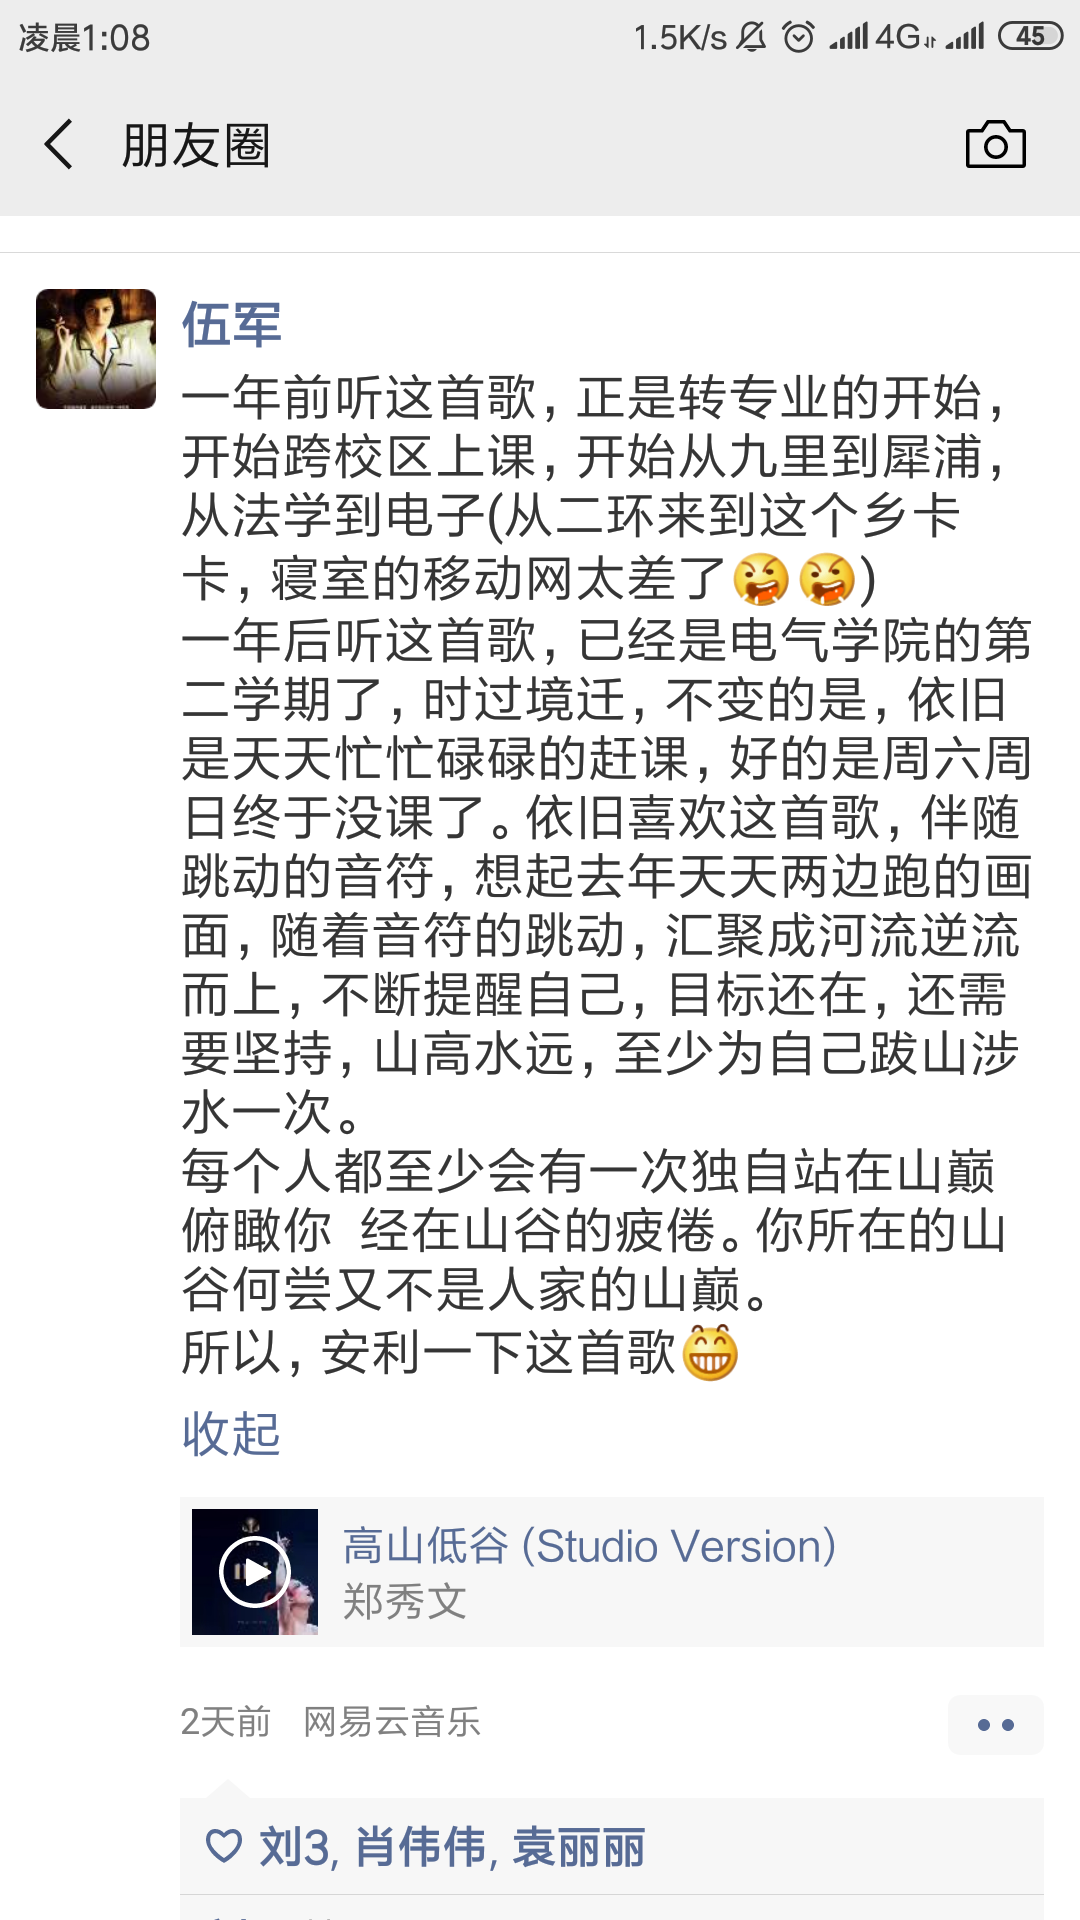 凌晨1:08
1.5K/s 4G 45
朋友圈
伍军
一年前听这首歌,正是转专业的开始,
开始跨校区上课,开始从九里到犀浦,
从法学到电子(从二环来到这个乡卡
卡,寝室的移动网太差了)
一年后听这首歌,已经是电气学院的第
二学期了,时过境迁,不变的是,依旧
是天天忙忙碌碌的赶课,好的是周六周
日终于没课了。依旧喜欢这首歌,伴随
跳动的音符,想起去年天天两边跑的画
面,随着音符的跳动,汇聚成河流逆流
而上,不断提醒自己,目标还在,还需
要坚持,山高水远,至少为自己跋山涉
水一次。
每个人都至少会有一次独自站在山巅
俯瞰你 经在山谷的疲倦。你所在的山
谷何尝又不是人家的山巅。
所以,安利一下这首歌
收起
高山低谷 (Studio Version)
郑秀文
2天前 网易云音乐
刘3, 肖伟伟, 袁丽丽